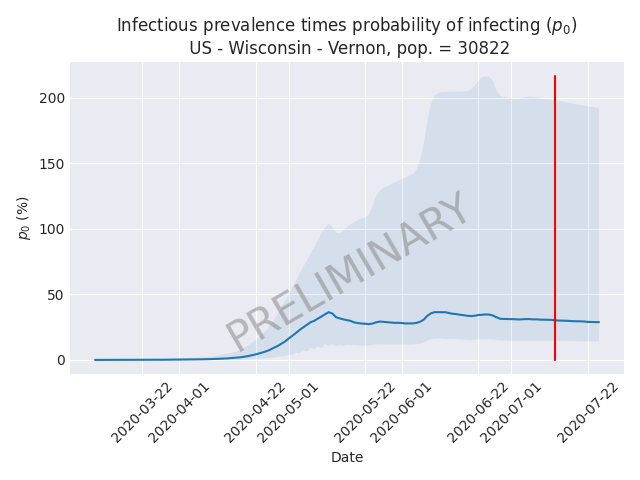 Infectious prevalence times probability of infecting (p0)
US - Wisconsin - Vernon, pop. = 30822
200
150
100
50
0
p0 (%)
PRELIMINARY
2020-03-22
2020-04-01
2020-04-22
2020-05-01
2020-05-22
2020-06-01
2020-06-22
2020-07-01
2020-07-22
Date